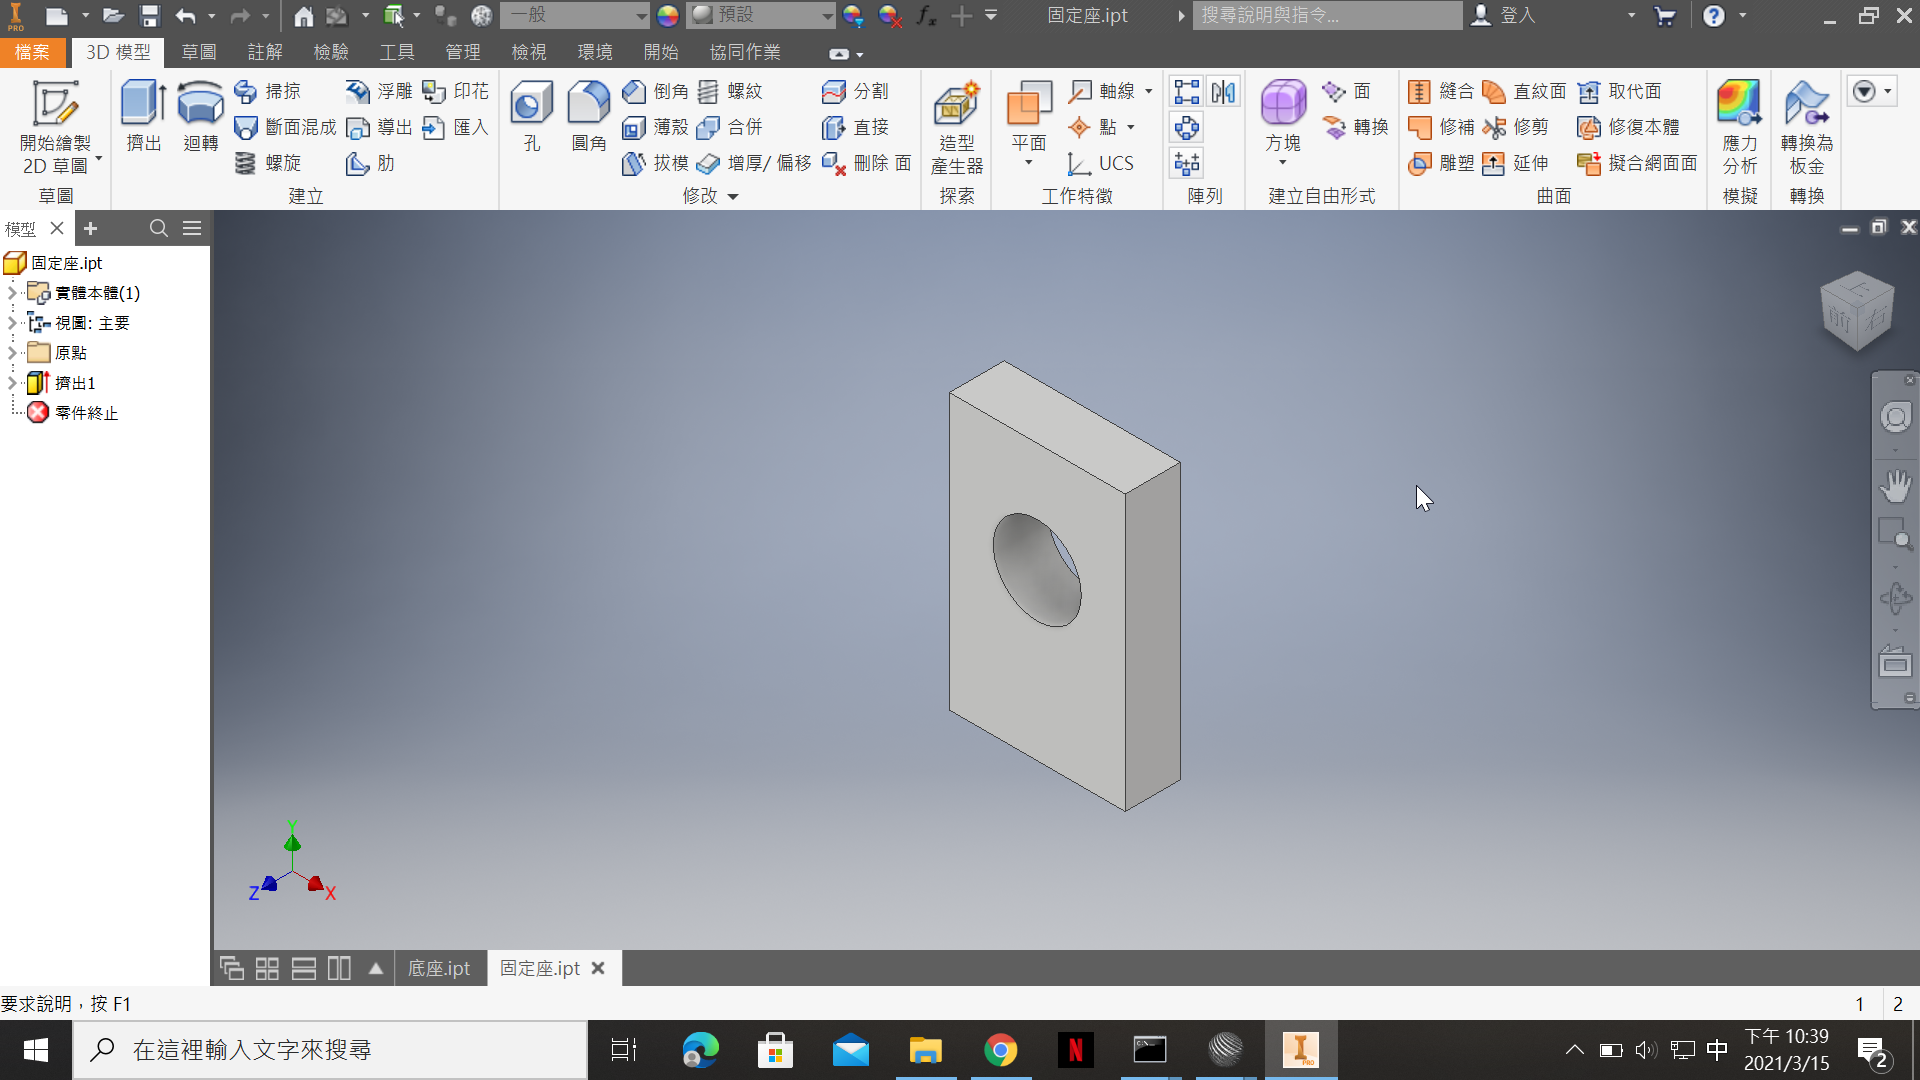 PRO
一般
預設
fx
固定座.ipt
搜尋說明與指令...
登入
檔案
3D 模型
草圖
註解
檢驗
工具
管理
檢視
環境
開始
協同作業
開始繪製
2D 草圖
草圖
擠出
迴轉
掃掠
斷面混成
螺旋
浮雕
導出
肋
印花
匯入
建立
孔
圓角
倒角
薄殼
拔模
螺紋
合併
增厚/ 偏移
分割
直接
刪除 面
修改
造型
產生器
探索
平面
軸線
點
UCS
工作特徵
陣列
方塊
面
轉換
建立自由形式
縫合
修補
雕塑
直紋面
修剪
延伸
取代面
修復本體
擬合網面面
曲面
應力
分析
模擬
轉換為
板金
轉換
模型
固定座.ipt
實體本體(1)
視圖: 主要
原點
擠出1
零件終止
上
前
右
Y
Z
X
底座.ipt
固定座.ipt
要求說明，按 F1
1
2
在這裡輸入文字來搜尋
N
I
PRO
中
下午 10:39
2021/3/15
2